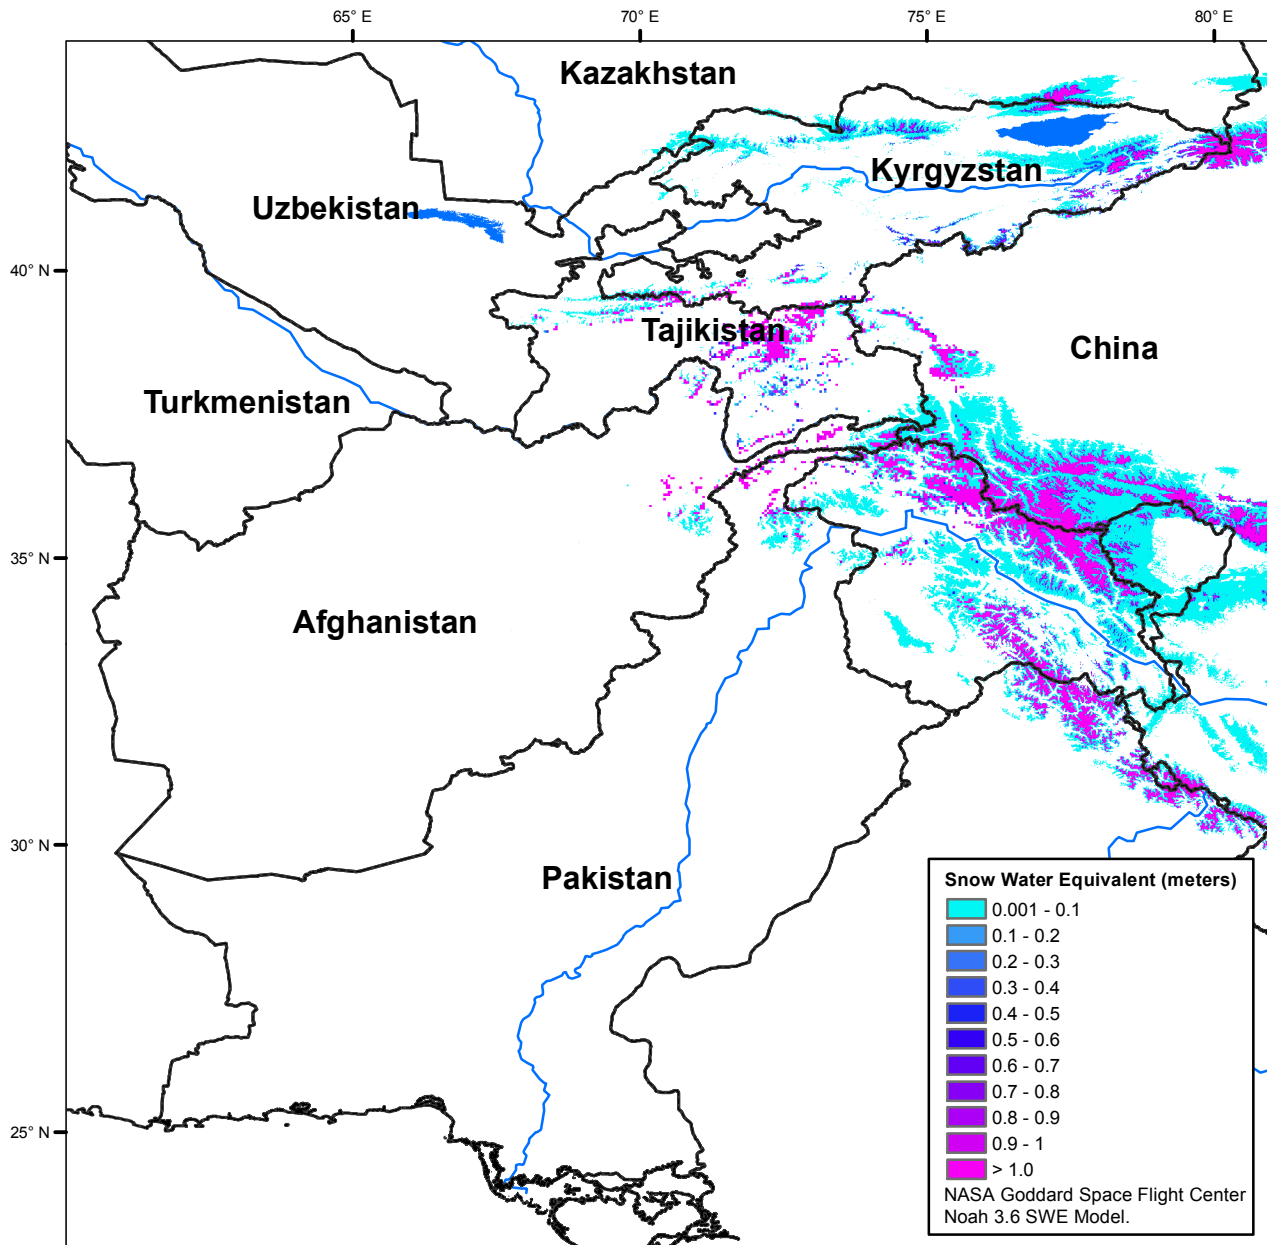 65° E
70° E
75° E
80° E
Kazakhstan
Kyrgyzstan
Uzbekistan
40° N
Tajikistan
China
Turkmenistan
35° N
Afghanistan
30° N
Pakistan
25° N
Snow Water Equivalent (meters)
0.001 - 0.1
0.1 - 0.2
0.2 - 0.3
0.3 - 0.4
0.4 - 0.5
0.5 - 0.6
0.6 - 0.7
0.7 - 0.8
0.8 - 0.9
0.9 - 1
> 1.0
NASA Goddard Space Flight Center
Noah 3.6 SWE Model.